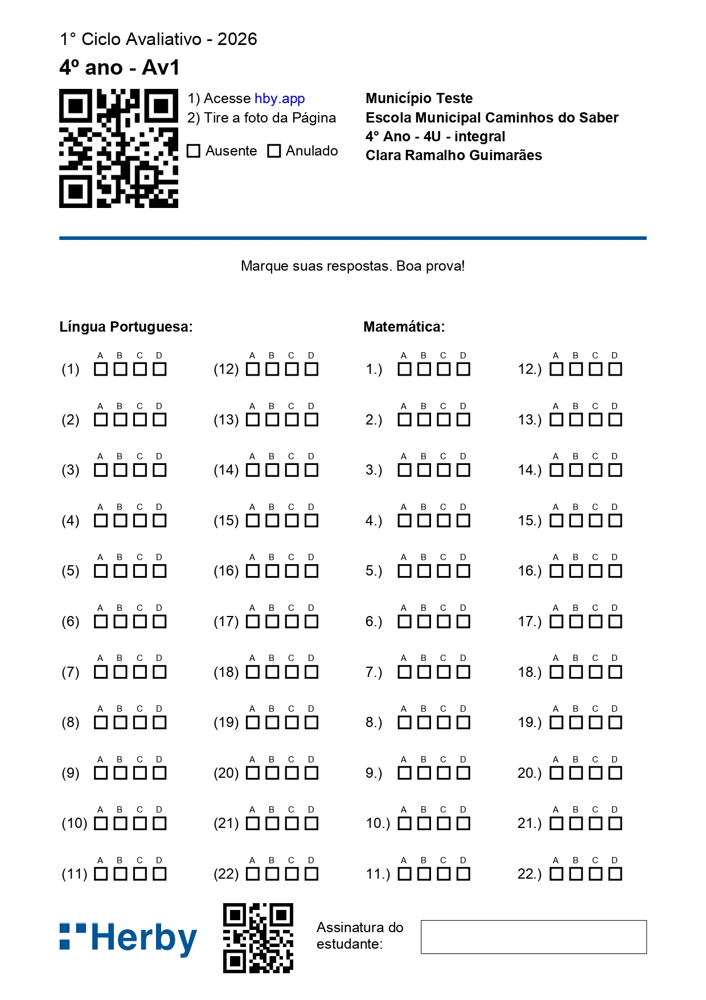 1° Ciclo Avaliativo - 2026
4º ano - Av1
1) Acesse hby.app
2) Tire a foto da Página
Ausente Anulado
Município Teste
Escola Municipal Caminhos do Saber
4° Ano - 4U - integral
Clara Ramalho Guimarães
Marque suas respostas. Boa prova!
Língua Portuguesa:
A B C D
(1)
A B C D
(2)
A B C D
(3)
A B C D
(4)
A B C D
(5)
A B C D
(6)
A B C D
(7)
A B C D
(8)
A B C D
(9)
A B C D
(10)
A B C D
(11)
A B C D
(12)
A B C D
(13)
A B C D
(14)
A B C D
(15)
A B C D
(16)
A B C D
(17)
A B C D
(18)
A B C D
(19)
A B C D
(20)
A B C D
(21)
A B C D
(22)
Matemática:
A B C D
1.)
A B C D
2.)
A B C D
3.)
A B C D
4.)
A B C D
5.)
A B C D
6.)
A B C D
7.)
A B C D
8.)
A B C D
9.)
A B C D
10.)
A B C D
11.)
A B C D
12.)
A B C D
13.)
A B C D
14.)
A B C D
15.)
A B C D
16.)
A B C D
17.)
A B C D
18.)
A B C D
19.)
A B C D
20.)
A B C D
21.)
A B C D
22.)
Herby
Assinatura do
estudante: